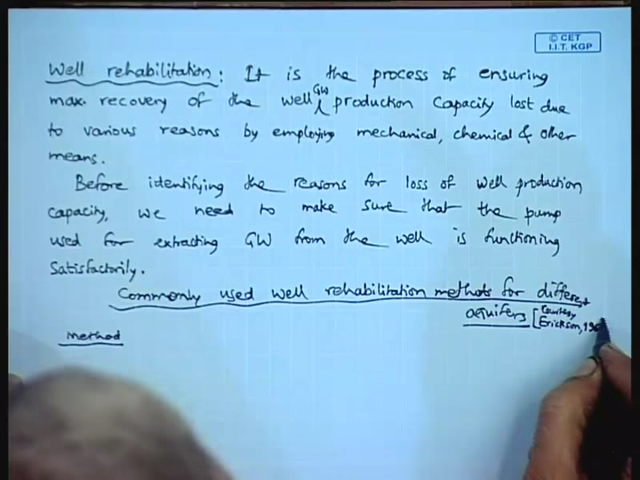 © CET
I.I.T. KGP
Well rehabilitation: It is the process of ensuring
max. recovery of the well GW production capacity lost due
to various reasons by employing mechanical, chemical & other
means.
Before identifying the reasons for loss of well production
capacity, we need to make sure that the pump
used for extracting GW from the well is functioning
satisfactorily.
Commonly used well rehabilitation methods for different
aquifers [Courtesy
Erickson,
Method